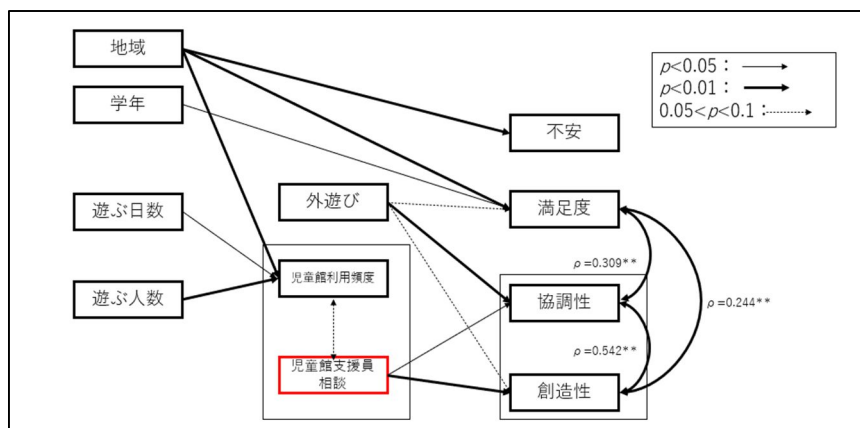 地域
学年
遊ぶ日数
遊ぶ人数
外遊び
児童館利用頻度
児童館支援員
相談
不安
満足度
協調性
創造性
ρ=0.309**
ρ=0.542**
ρ=0.244**
p<0.05：
p<0.01：
0.05<p<0.1：